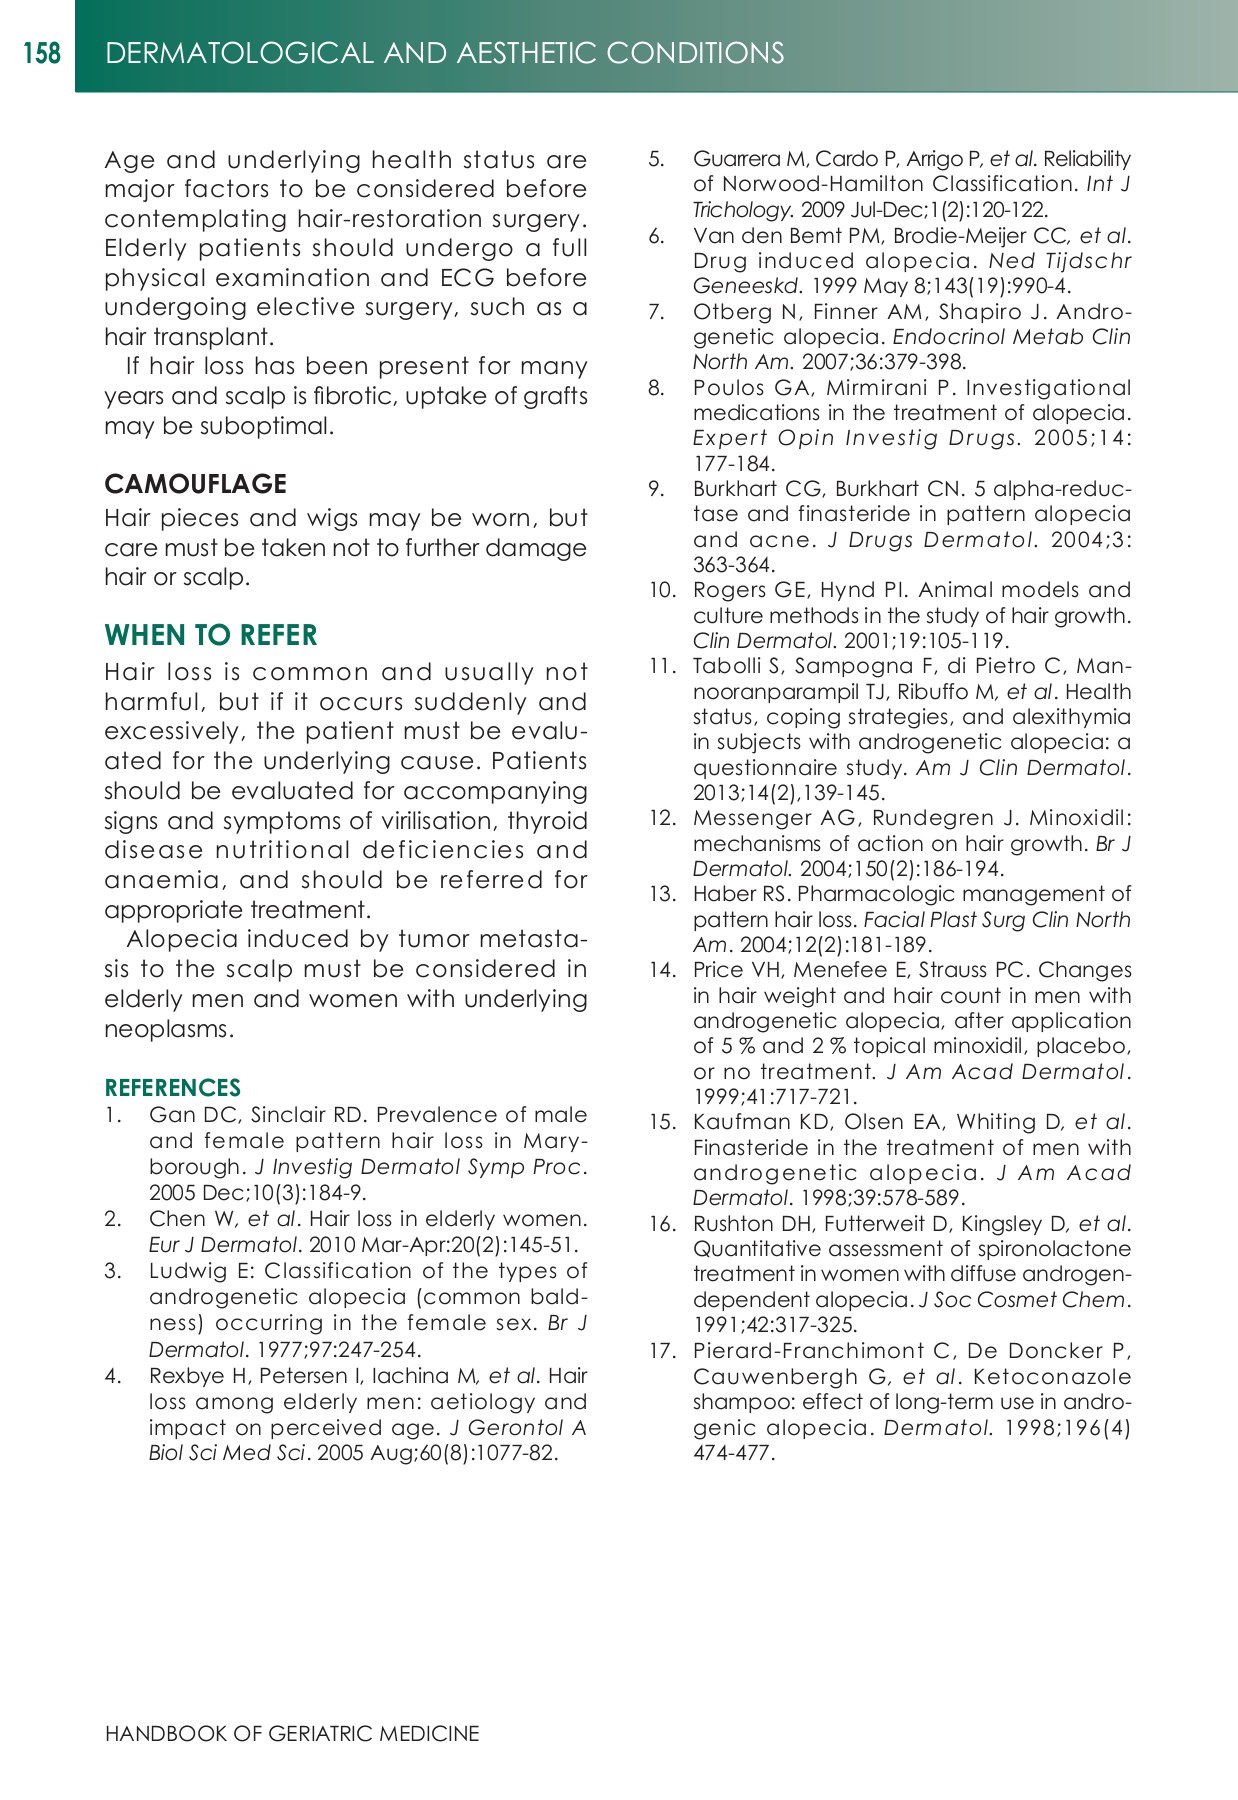 158
DERMATOLOGICAL AND AESTHETIC CONDITIONS
Age and underlying health status are
major factors to be considered before
contemplating hair-restoration surgery.
Elderly patients should undergo a full
physical examination and ECG before
undergoing elective surgery, such as a
hair transplant.
If hair loss has been present for many
years and scalp is fibrotic, uptake of grafts
may be suboptimal.
CAMOUFLAGE
Hair pieces and wigs may be worn, but
care must be taken not to further damage
hair or scalp.
WHEN TO REFER
Hair loss is common and usually not
harmful, but if it occurs suddenly and
excessively, the patient must be evalu-
ated for the underlying cause. Patients
should be evaluated for accompanying
signs and symptoms of virilisation, thyroid
disease nutritional deficiencies and
anaemia, and should be referred for
appropriate treatment.
Alopecia induced by tumor metasta-
sis to the scalp must be considered in
elderly men and women with underlying
neoplasms.
REFERENCES
1. Gan DC, Sinclair RD. Prevalence of male
and female pattern hair loss in Mary-
borough. J Investig Dermatol Symp Proc.
2005 Dec;10(3):184-9.
2. Chen W, et al. Hair loss in elderly women.
Eur J Dermatol. 2010 Mar-Apr:20(2):145-51.
3. Ludwig E: Classification of the types of
androgenetic alopecia (common bald-
ness) occurring in the female sex. Br J
Dermatol. 1977;97:247-254.
4. Rexbye H, Petersen I, Iachina M, et al. Hair
loss among elderly men: aetiology and
impact on perceived age. J Gerontol A
Biol Sci Med Sci. 2005 Aug;60(8):1077-82.
5. Guarrera M, Cardo P, Arrigo P, et al. Reliability
of Norwood-Hamilton Classification. Int J
Trichology. 2009 Jul-Dec;1(2):120-122.
6. Van den Bemt PM, Brodie-Meijer CC, et al.
Drug induced alopecia. Ned Tijdschr
Geneeskd. 1999 May 8;143(19):990-4.
7. Otberg N, Finner AM, Shapiro J. Andro-
genetic alopecia. Endocrinol Metab Clin
North Am. 2007;36:379-398.
8. Poulos GA, Mirmirani P. Investigational
medications in the treatment of alopecia.
Expert Opin Investig Drugs. 2005;14:
177-184.
9. Burkhart CG, Burkhart CN. 5 alpha-reduc-
tase and finasteride in pattern alopecia
and acne. J Drugs Dermatol. 2004;3:
363-364.
10. Rogers GE, Hynd PI. Animal models and
culture methods in the study of hair growth.
Clin Dermatol. 2001;19:105-119.
11. Tabolli S, Sampogna F, di Pietro C, Man-
nooranparampil TJ, Ribuffo M, et al. Health
status, coping strategies, and alexithymia
in subjects with androgenetic alopecia: a
questionnaire study. Am J Clin Dermatol.
2013;14(2),139-145.
12. Messenger AG, Rundegren J. Minoxidil:
mechanisms of action on hair growth. Br J
Dermatol. 2004;150(2):186-194.
13. Haber RS. Pharmacologic management of
pattern hair loss. Facial Plast Surg Clin North
Am. 2004;12(2):181-189.
14. Price VH, Menefee E, Strauss PC. Changes
in hair weight and hair count in men with
androgenetic alopecia, after application
of 5 % and 2 % topical minoxidil, placebo,
or no treatment. J Am Acad Dermatol.
1999;41:717-721.
15. Kaufman KD, Olsen EA, Whiting D, et al.
Finasteride in the treatment of men with
androgenetic alopecia. J Am Acad
Dermatol. 1998;39:578-589.
16. Rushton DH, Futterweit D, Kingsley D, et al.
Quantitative assessment of spironolactone
treatment in women with diffuse androgen-
dependent alopecia. J Soc Cosmet Chem.
1991;42:317-325.
17. Pierard-Franchimont C, De Doncker P,
Cauwenbergh G, et al. Ketoconazole
shampoo: effect of long-term use in andro-
genic alopecia. Dermatol. 1998;196(4)
474-477.
HANDBOOK OF GERIATRIC MEDICINE